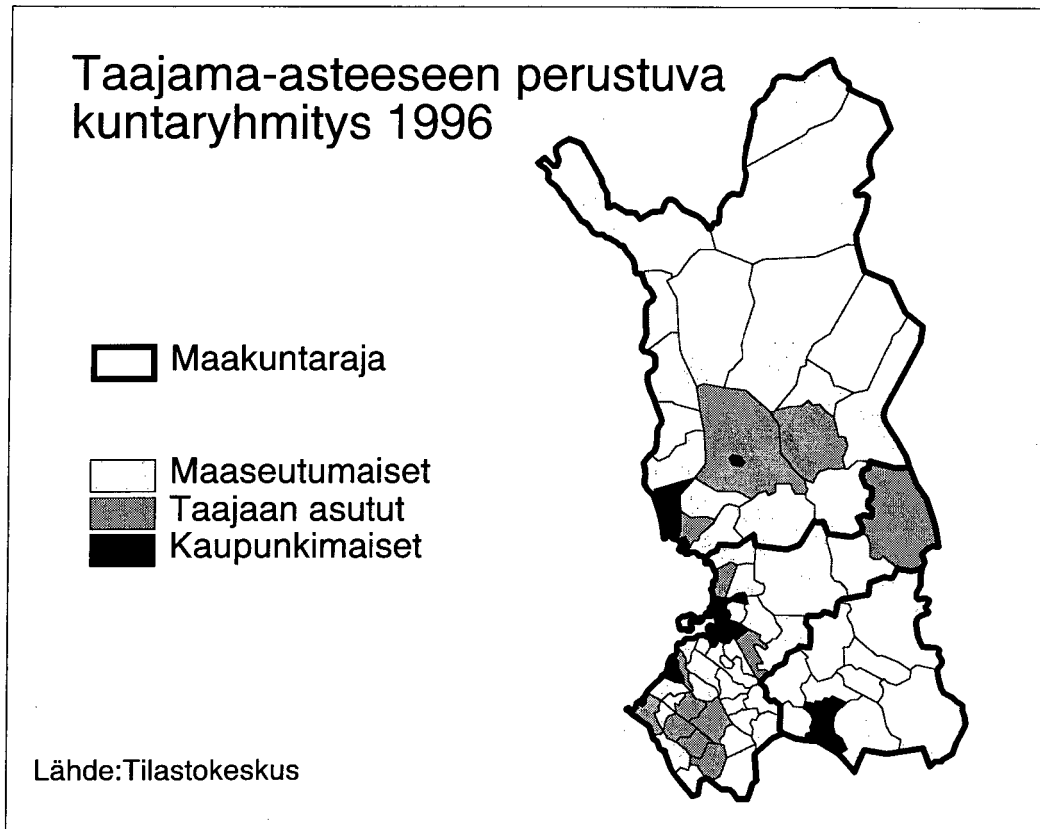 Taajama-asteeseen perustuva
kuntaryhmitys 1996
Maakuntaraja
Maaseutumaiset
Taajaan asutut
Kaupunkimaiset
Lähde:Tilastokeskus